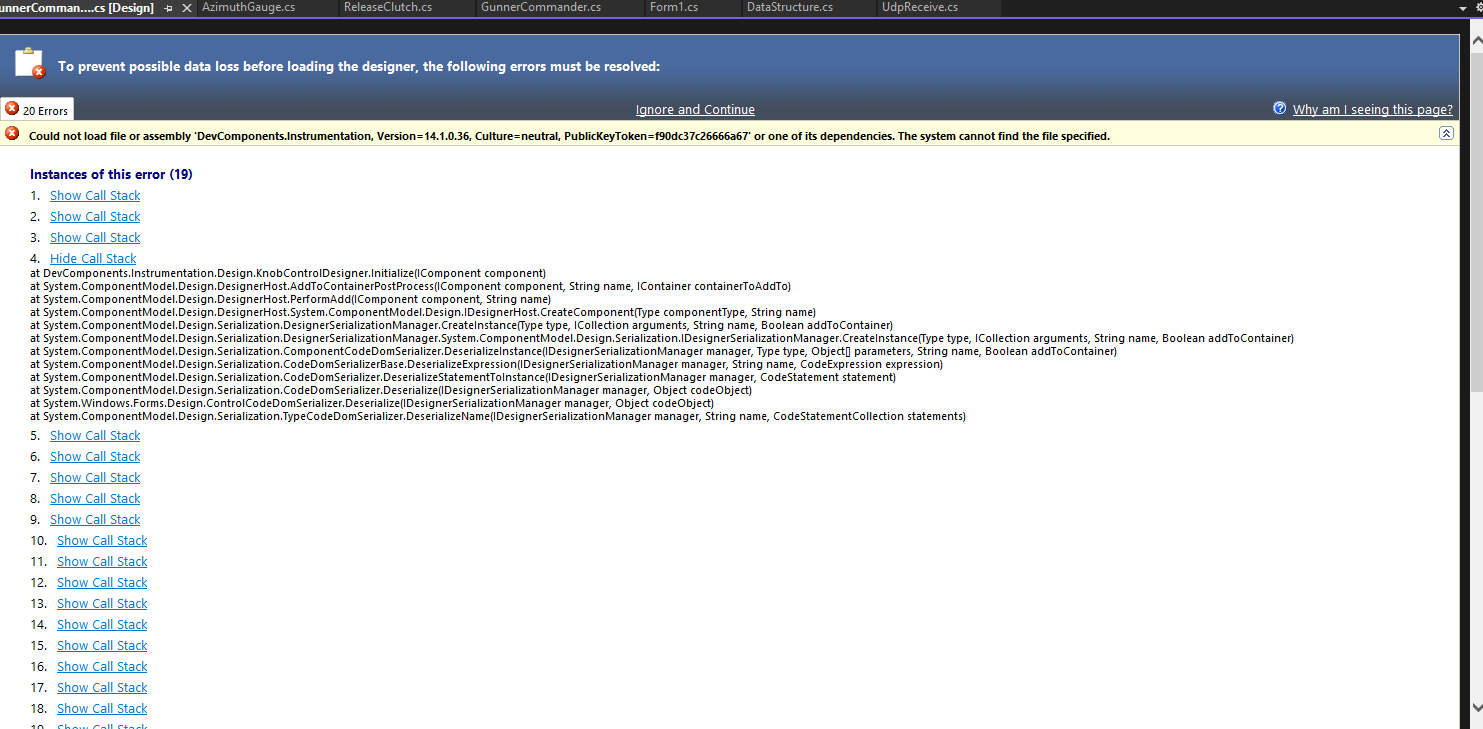 unnerComman....cs [Design] AzimuthGauge.cs ReleaseClutch.cs GunnerCommander.cs Form1.cs DataStructure.cs UdpReceive.cs
To prevent possible data loss before loading the designer, the following errors must be resolved:
20 Errors Ignore and Continue Why am I seeing this page?
Could not load file or assembly 'DevComponents.Instrumentation, Version=14.1.0.36, Culture=neutral, PublicKeyToken=f90dc37c26666a67' or one of its dependencies. The system cannot find the file specified.
Instances of this error (19)
1. Show Call Stack
2. Show Call Stack
3. Show Call Stack
4. Hide Call Stack
at DevComponents.Instrumentation.Design.KnobControlDesigner.Initialize(IComponent component)
at System.ComponentModel.Design.DesignerHost.AddToContainerPostProcess(IComponent component, String name, IContainer containerToAddTo)
at System.ComponentModel.Design.DesignerHost.PerformAdd(IComponent component, String name)
at System.ComponentModel.Design.DesignerHost.System.ComponentModel.Design.IDesignerHost.CreateComponent(Type componentType, String name)
at System.ComponentModel.Design.Serialization.DesignerSerializationManager.CreateInstance(Type type, ICollection arguments, String name, Boolean addToContainer)
at System.ComponentModel.Design.Serialization.DesignerSerializationManager.System.ComponentModel.Design.Serialization.IDesignerSerializationManager.CreateInstance(Type type, ICollection arguments, String name, Boolean addToContainer)
at System.ComponentModel.Design.Serialization.ComponentCodeDomSerializer.DeserializeInstance(IDesignerSerializationManager manager, Type type, Object[] parameters, String name, Boolean addToContainer)
at System.ComponentModel.Design.Serialization.CodeDomSerializerBase.DeserializeExpression(IDesignerSerializationManager manager, String name, CodeExpression expression)
at System.ComponentModel.Design.Serialization.CodeDomSerializer.DeserializeStatementToInstance(IDesignerSerializationManager manager, CodeStatement statement)
at System.ComponentModel.Design.Serialization.CodeDomSerializer.Deserialize(IDesignerSerializationManager manager, Object codeObject)
at System.Windows.Forms.Design.ControlCodeDomSerializer.Deserialize(IDesignerSerializationManager manager, Object codeObject)
at System.ComponentModel.Design.Serialization.TypeCodeDomSerializer.DeserializeName(IDesignerSerializationManager manager, String name, CodeStatementCollection statements)
5. Show Call Stack
6. Show Call Stack
7. Show Call Stack
8. Show Call Stack
9. Show Call Stack
10. Show Call Stack
11. Show Call Stack
12. Show Call Stack
13. Show Call Stack
14. Show Call Stack
15. Show Call Stack
16. Show Call Stack
17. Show Call Stack
18. Show Call Stack
19. Show Call Stack